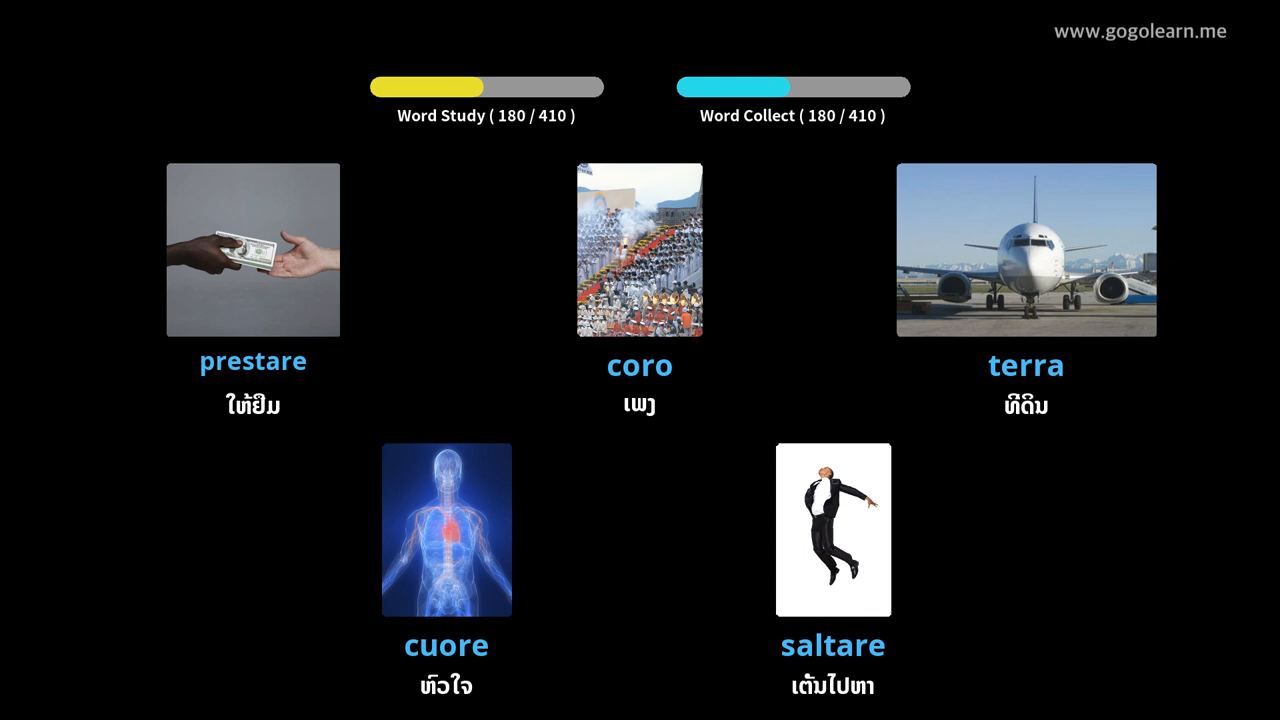 www.gogolearn.me
Word Study ( 180 / 410 )
Word Collect ( 180 / 410 )
prestare
ໃຫ້ຢືມ
coro
ເພງ
terra
ທີ່ດິນ
cuore
ຫົວໃຈ
saltare
ເຕັ້ນໄປຫາ